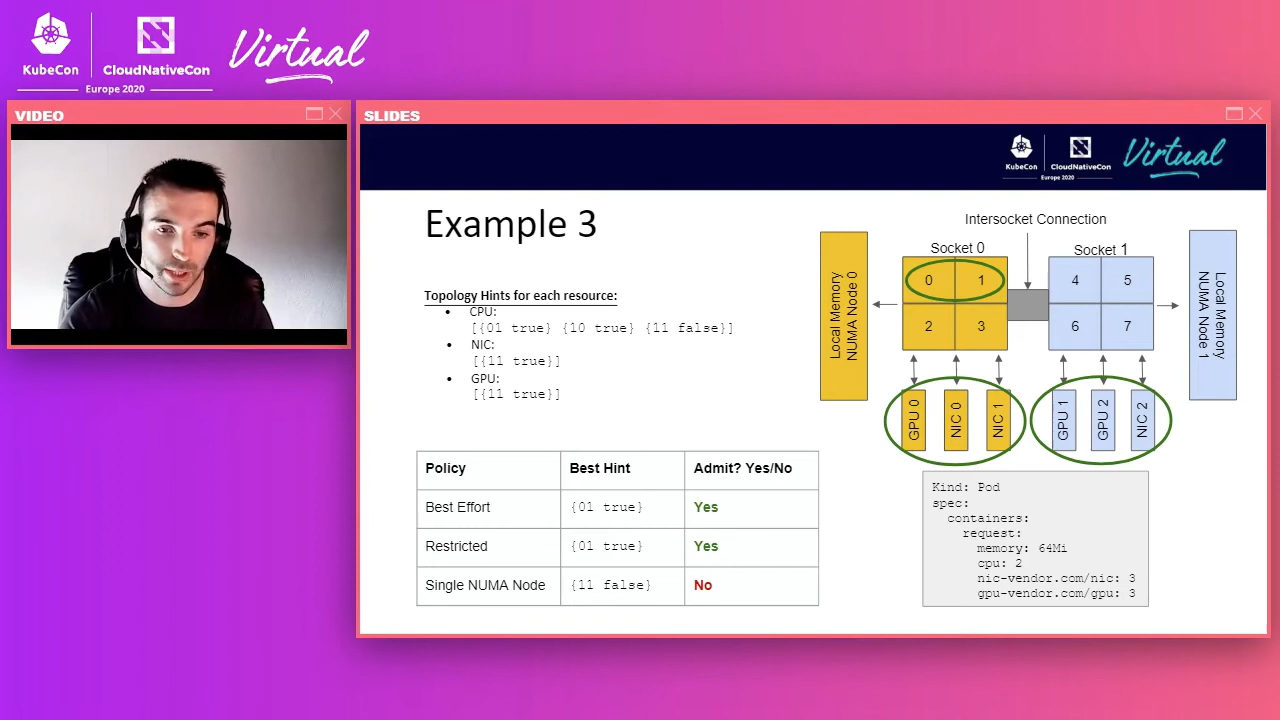 KubeCon
CloudNativeCon
Europe 2020
Virtual
VIDEO
SLIDES
KubeCon
CloudNativeCon
Europe 2020
Virtual
Example 3
Topology Hints for each resource:
• CPU:
[{01 true} {10 true} {11 false}]
• NIC:
[{11 true}]
• GPU:
[{11 true}]
Policy Best Hint Admit? Yes/No
Best Effort {01 true} Yes
Restricted {01 true} Yes
Single NUMA Node {11 false} No
Intersocket Connection
Socket 0
Socket 1
Local Memory
NUMA Node 0
0 1
2 3
4 5
6 7
Local Memory
NUMA Node 1
GPU 0
NIC 0
NIC 1
GPU 1
GPU 2
NIC 2
Kind: Pod
spec:
containers:
request:
memory: 64Mi
cpu: 2
nic-vendor.com/nic: 3
gpu-vendor.com/gpu: 3